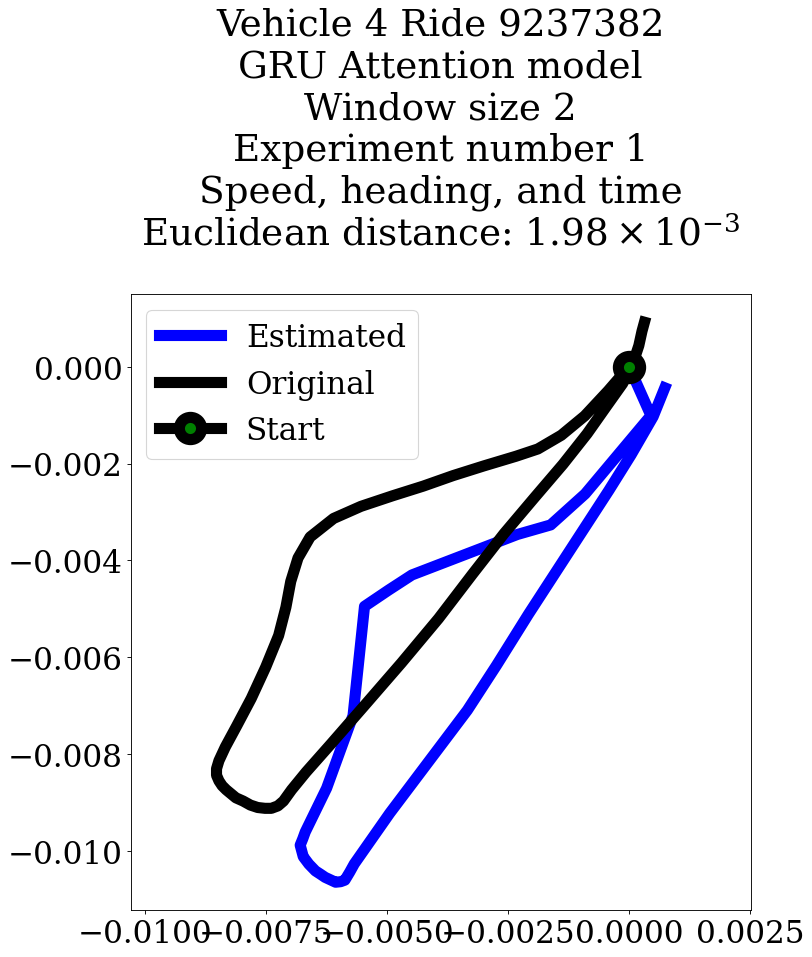 Vehicle 4 Ride 9237382
GRU Attention model
Window size 2
Experiment number 1
Speed, heading, and time
Euclidean distance: 1.98 × 10⁻³
Estimated
Original
Start
0.000
−0.002
−0.004
−0.006
−0.008
−0.010
−0.0100
−0.0075
−0.0050
−0.0025
0.0000
0.0025